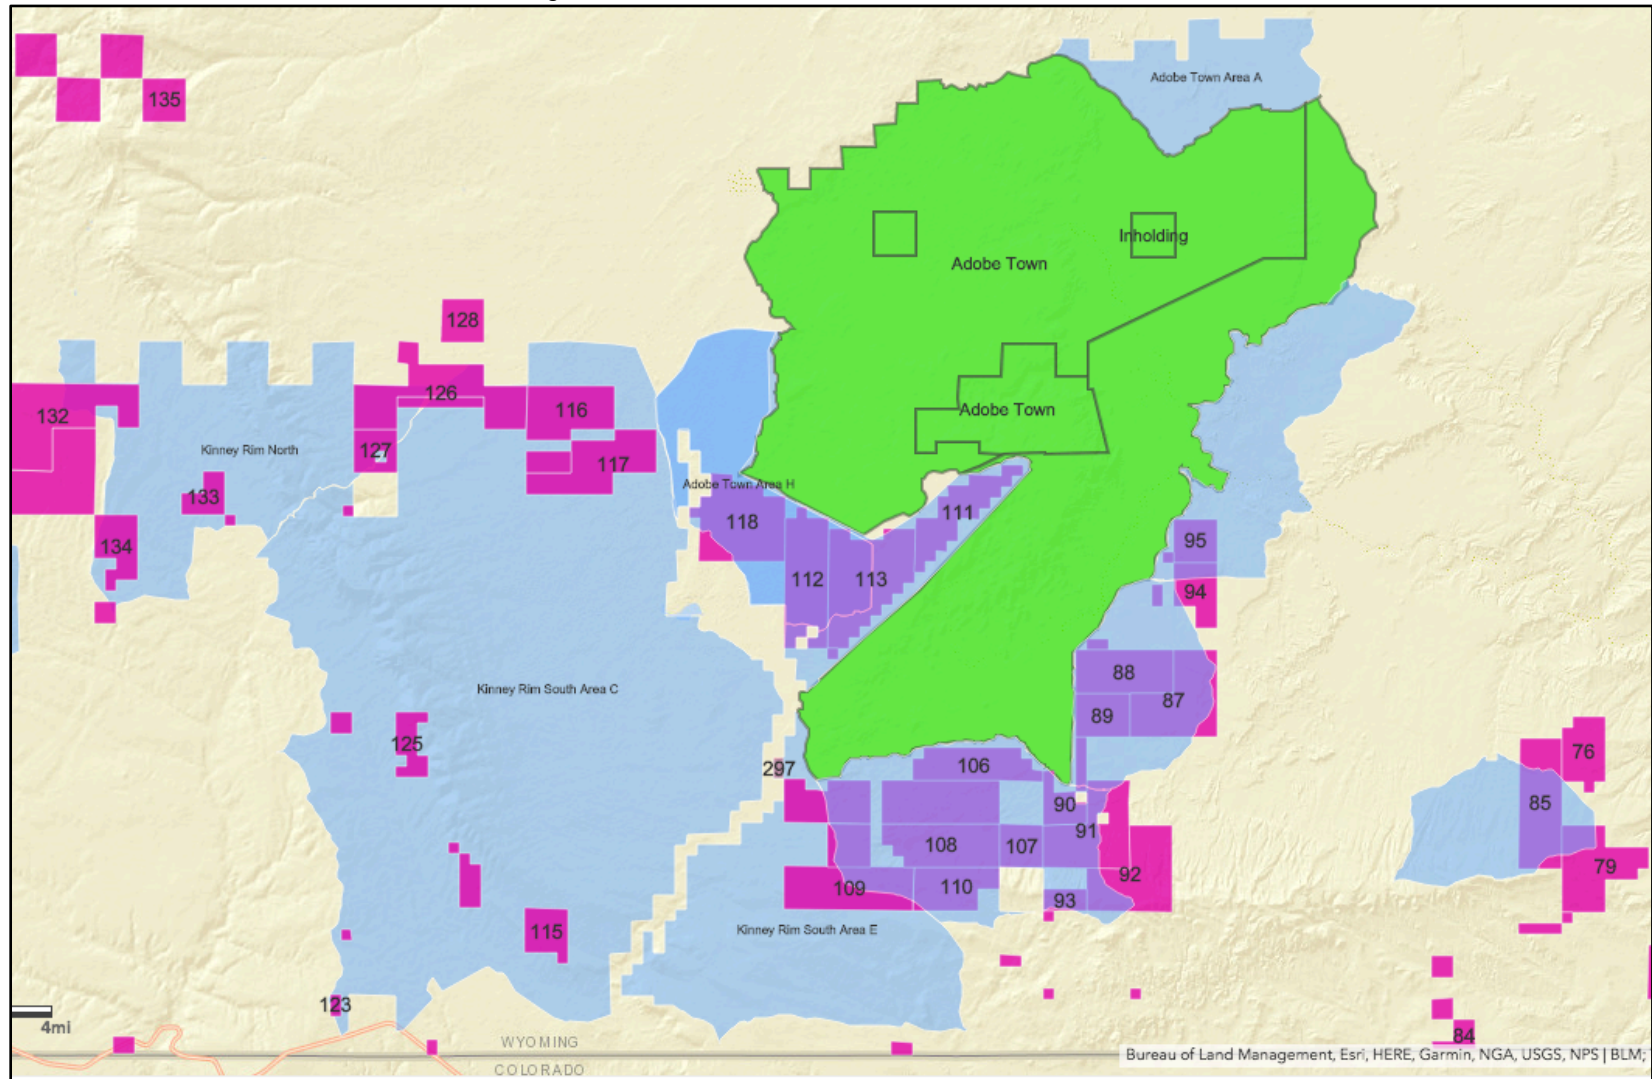 Adobe Town Area A
135
Inholding
Adobe Town
128
126
132
116
Adobe Town
Kinney Rim North
127
117
133
Adobe Town Area H
118
111
134
95
112
113
94
88
Kinney Rim South Area C
87
89
125
76
297
106
90
85
91
108
107
79
92
109
110
93
115
Kinney Rim South Area E
123
4mi
84
WYOMING
Bureau of Land Management, Esri, HERE, Garmin, NGA, USGS, NPS | BLM;
COLORADO